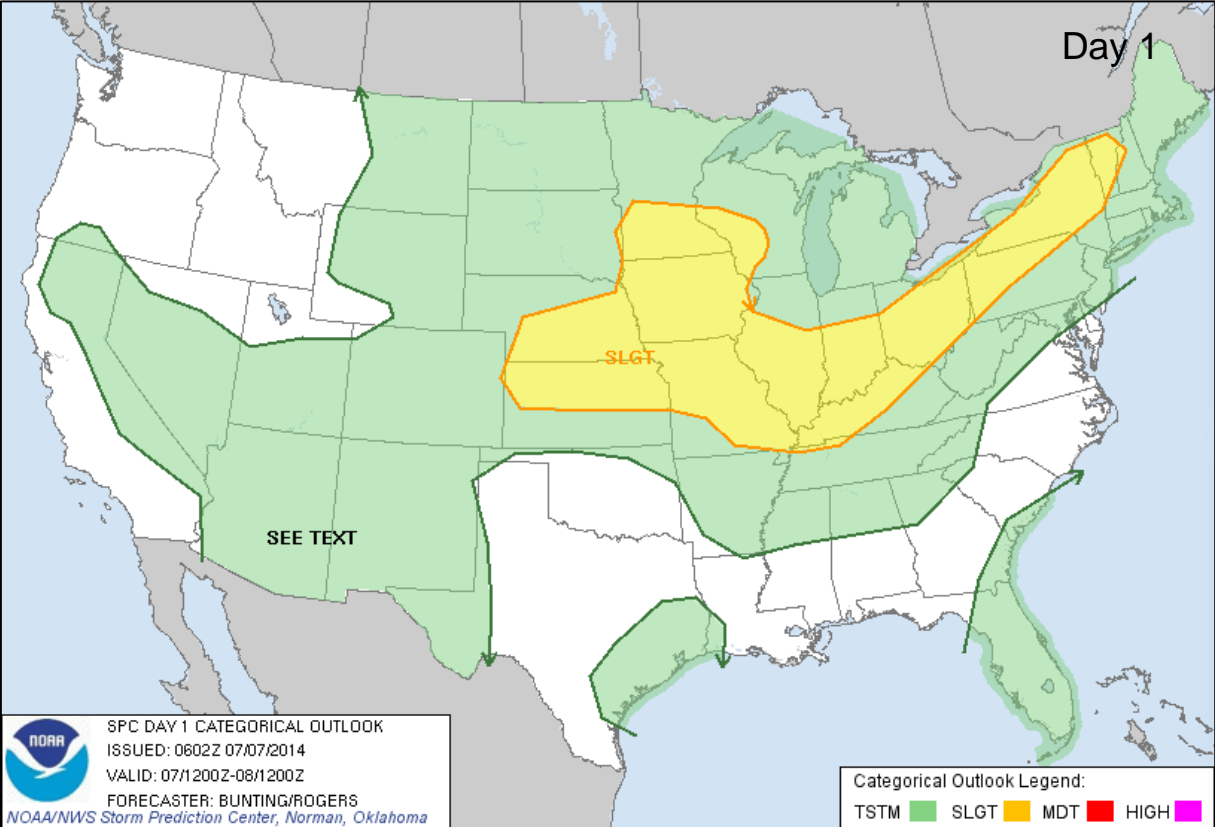 Day 1
SLGT
SEE TEXT
NOAA
SPC DAY 1 CATEGORICAL OUTLOOK
ISSUED: 0602Z 07/07/2014
VALID: 07/1200Z-08/1200Z
FORECASTER: BUNTING/ROGERS
NOAA/NWS Storm Prediction Center, Norman, Oklahoma
Categorical Outlook Legend:
TSTM SLGT MDT HIGH